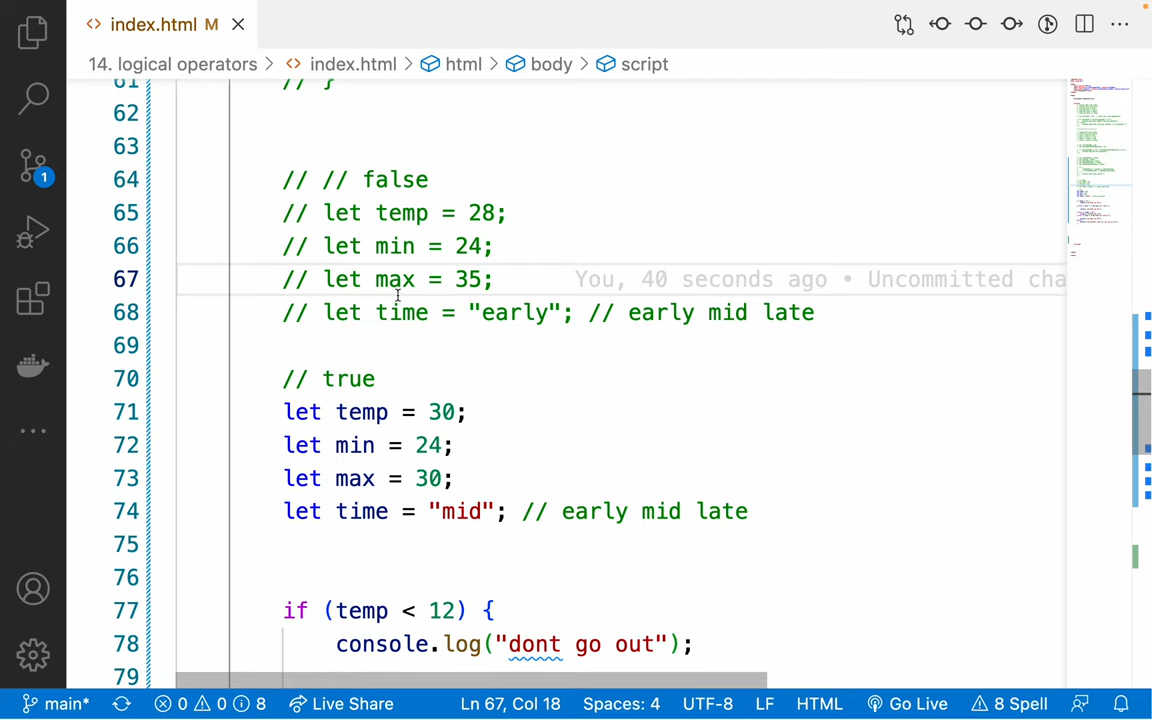 index.html M
14. logical operators > index.html > html > body > script
61 // }
62
63
64 // // false
65 // let temp = 28;
66 // let min = 24;
67 // let max = 35; You, 40 seconds ago • Uncommitted cha
68 // let time = "early"; // early mid late
69
70 // true
71 let temp = 30;
72 let min = 24;
73 let max = 30;
74 let time = "mid"; // early mid late
75
76
77 if (temp < 12) {
78 console.log("dont go out");
79
1
main* 0 0 8 Live Share Ln 67, Col 18 Spaces: 4 UTF-8 LF HTML Go Live 8 Spell